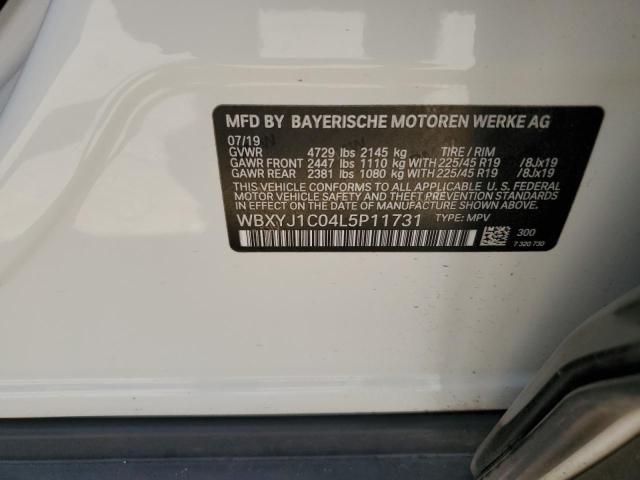 MFD BY BAYERISCHE MOTOREN WERKE AG
07/19
GVWR 4729 lbs 2145 kg TIRE / RIM
GAWR FRONT 2447 lbs 1110 kg WITH 225/45 R19 /8Jx19
GAWR REAR 2381 lbs 1080 kg WITH 225/45 R19 /8Jx19
THIS VEHICLE CONFORMS TO ALL APPLICABLE U. S. FEDERAL
MOTOR VEHICLE SAFETY AND THEFT PREVENTION STANDARDS
IN EFFECT ON THE DATE OF MANUFACTURE SHOWN ABOVE.
WBXYJ1C04L5P11731 TYPE: MPV
300
7 320 730